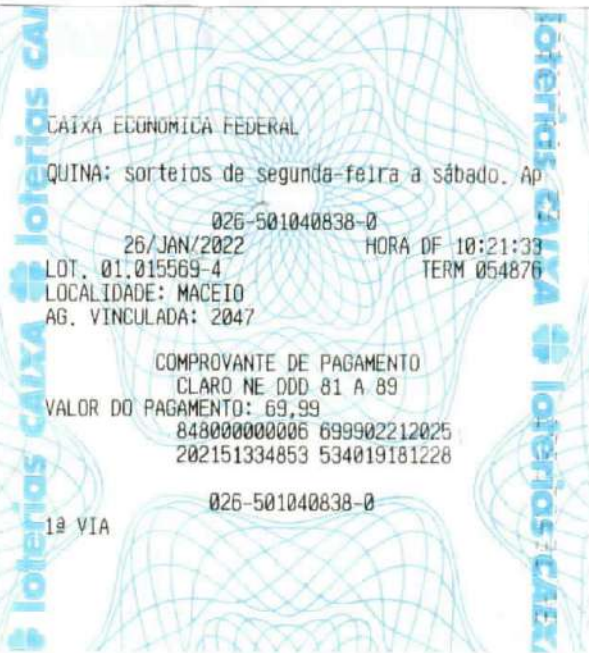 CAIXA ECONOMICA FEDERAL
QUINA: sorteios de segunda-feira a sábado. Ap
026-501040838-0
26/JAN/2022 HORA DF 10:21:33
LOT. 01.015569-4 TERM 054876
LOCALIDADE: MACEIO
AG. VINCULADA: 2047
COMPROVANTE DE PAGAMENTO
CLARO NE DDD 81 A 89
VALOR DO PAGAMENTO: 69,99
848000000006 699902212025
202151334853 534019181228
026-501040838-0
1ª VIA
loterias CAIXA loterias CAIXA
loterias CAIXA loterias CAIXA